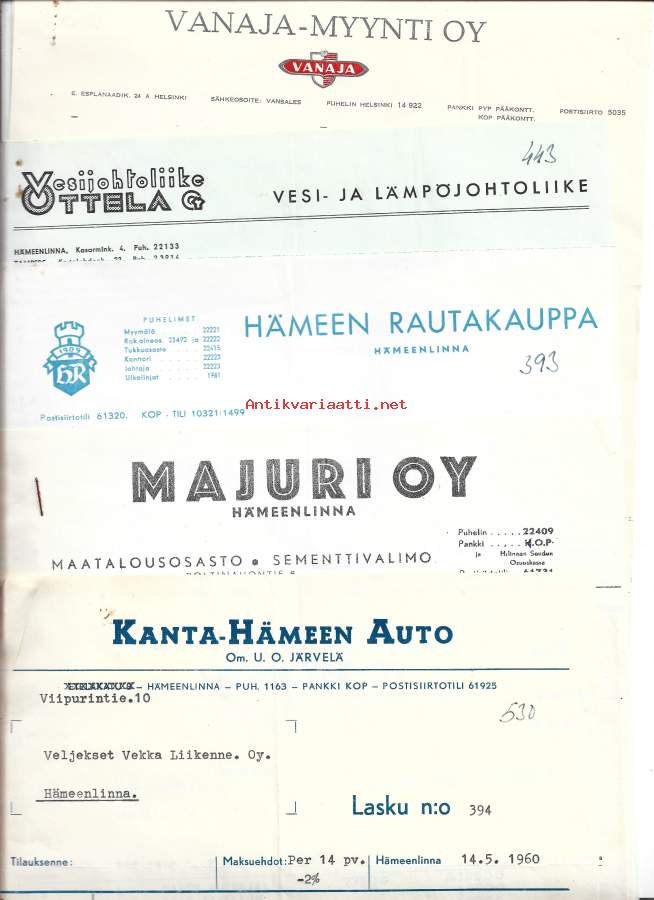 VANAJA-MYYNTI OY
VANAJA
E. ESPLANAADIK. 24 A HELSINKI SÄHKEOSOITE: VANSALES PUHELIN HELSINKI 14 922 PANKKI PYP PÄÄKONTT. POSTISIIRTO 5035
KOP PÄÄKONTT.
443
Vesijohtoliike
OTTELA
VESI- JA LÄMPÖJOHTOLIIKE
HÄMEENLINNA, Kasarmink. 4. Puh. 22133
1909
HR
PUHELIMET
Myymälä 22221
Rak.aineos. 23492 ja 22222
Tukkuosasto 22415
Konttori 22223
Johtaja 22223
Ulkolinjat 1961
HÄMEEN RAUTAKAUPPA
HÄMEENLINNA
393
Postisiirtotili 61320. KOP - TILI 10321/1499
Antikvariaatti.net
MAJURI OY
HÄMEENLINNA
Puhelin ..... 22409
Pankki ..... K.O.P.
ja Hätinnan Seudun
Osuuskassa
MAATALOUSOSASTO • SEMENTTIVALIMO
KANTA-HÄMEEN AUTO
Om. U. O. JÄRVELÄ
– HÄMEENLINNA – PUH. 1163 – PANKKI KOP – POSTISIIRTOTILI 61925
Viipurintie.10
530
Veljekset Vekka Liikenne. Oy.
Hämeenlinna.
Lasku n:o 394
Tilauksenne: Maksuehdot: Per 14 pv. Hämeenlinna 14.5. 1960
-2%